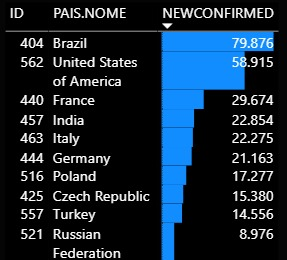 ID PAIS.NOME NEWCONFIRMED
404 Brazil 79.876
562 United States 58.915
of America
440 France 29.674
457 India 22.854
463 Italy 22.275
444 Germany 21.163
516 Poland 17.277
425 Czech Republic 15.380
557 Turkey 14.556
521 Russian 8.976
Federation